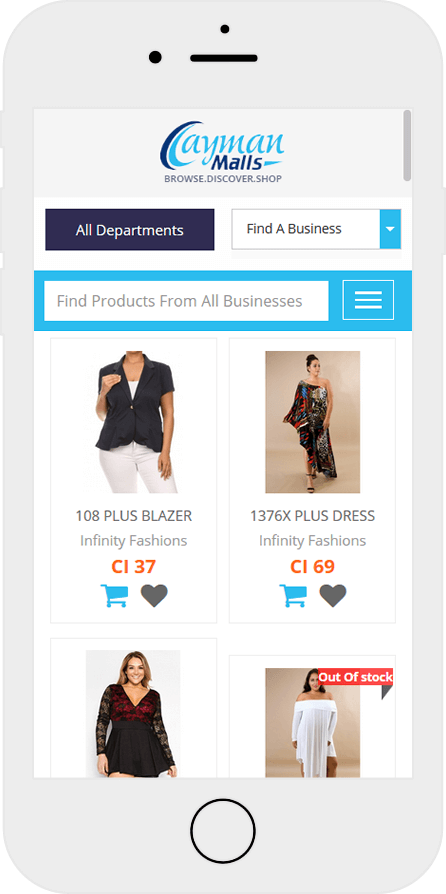 Cayman
Malls
BROWSE.DISCOVER.SHOP
All Departments
Find A Business
Find Products From All Businesses
108 PLUS BLAZER
1376X PLUS DRESS
Infinity Fashions
Infinity Fashions
CI 37
CI 69
Out Of stock